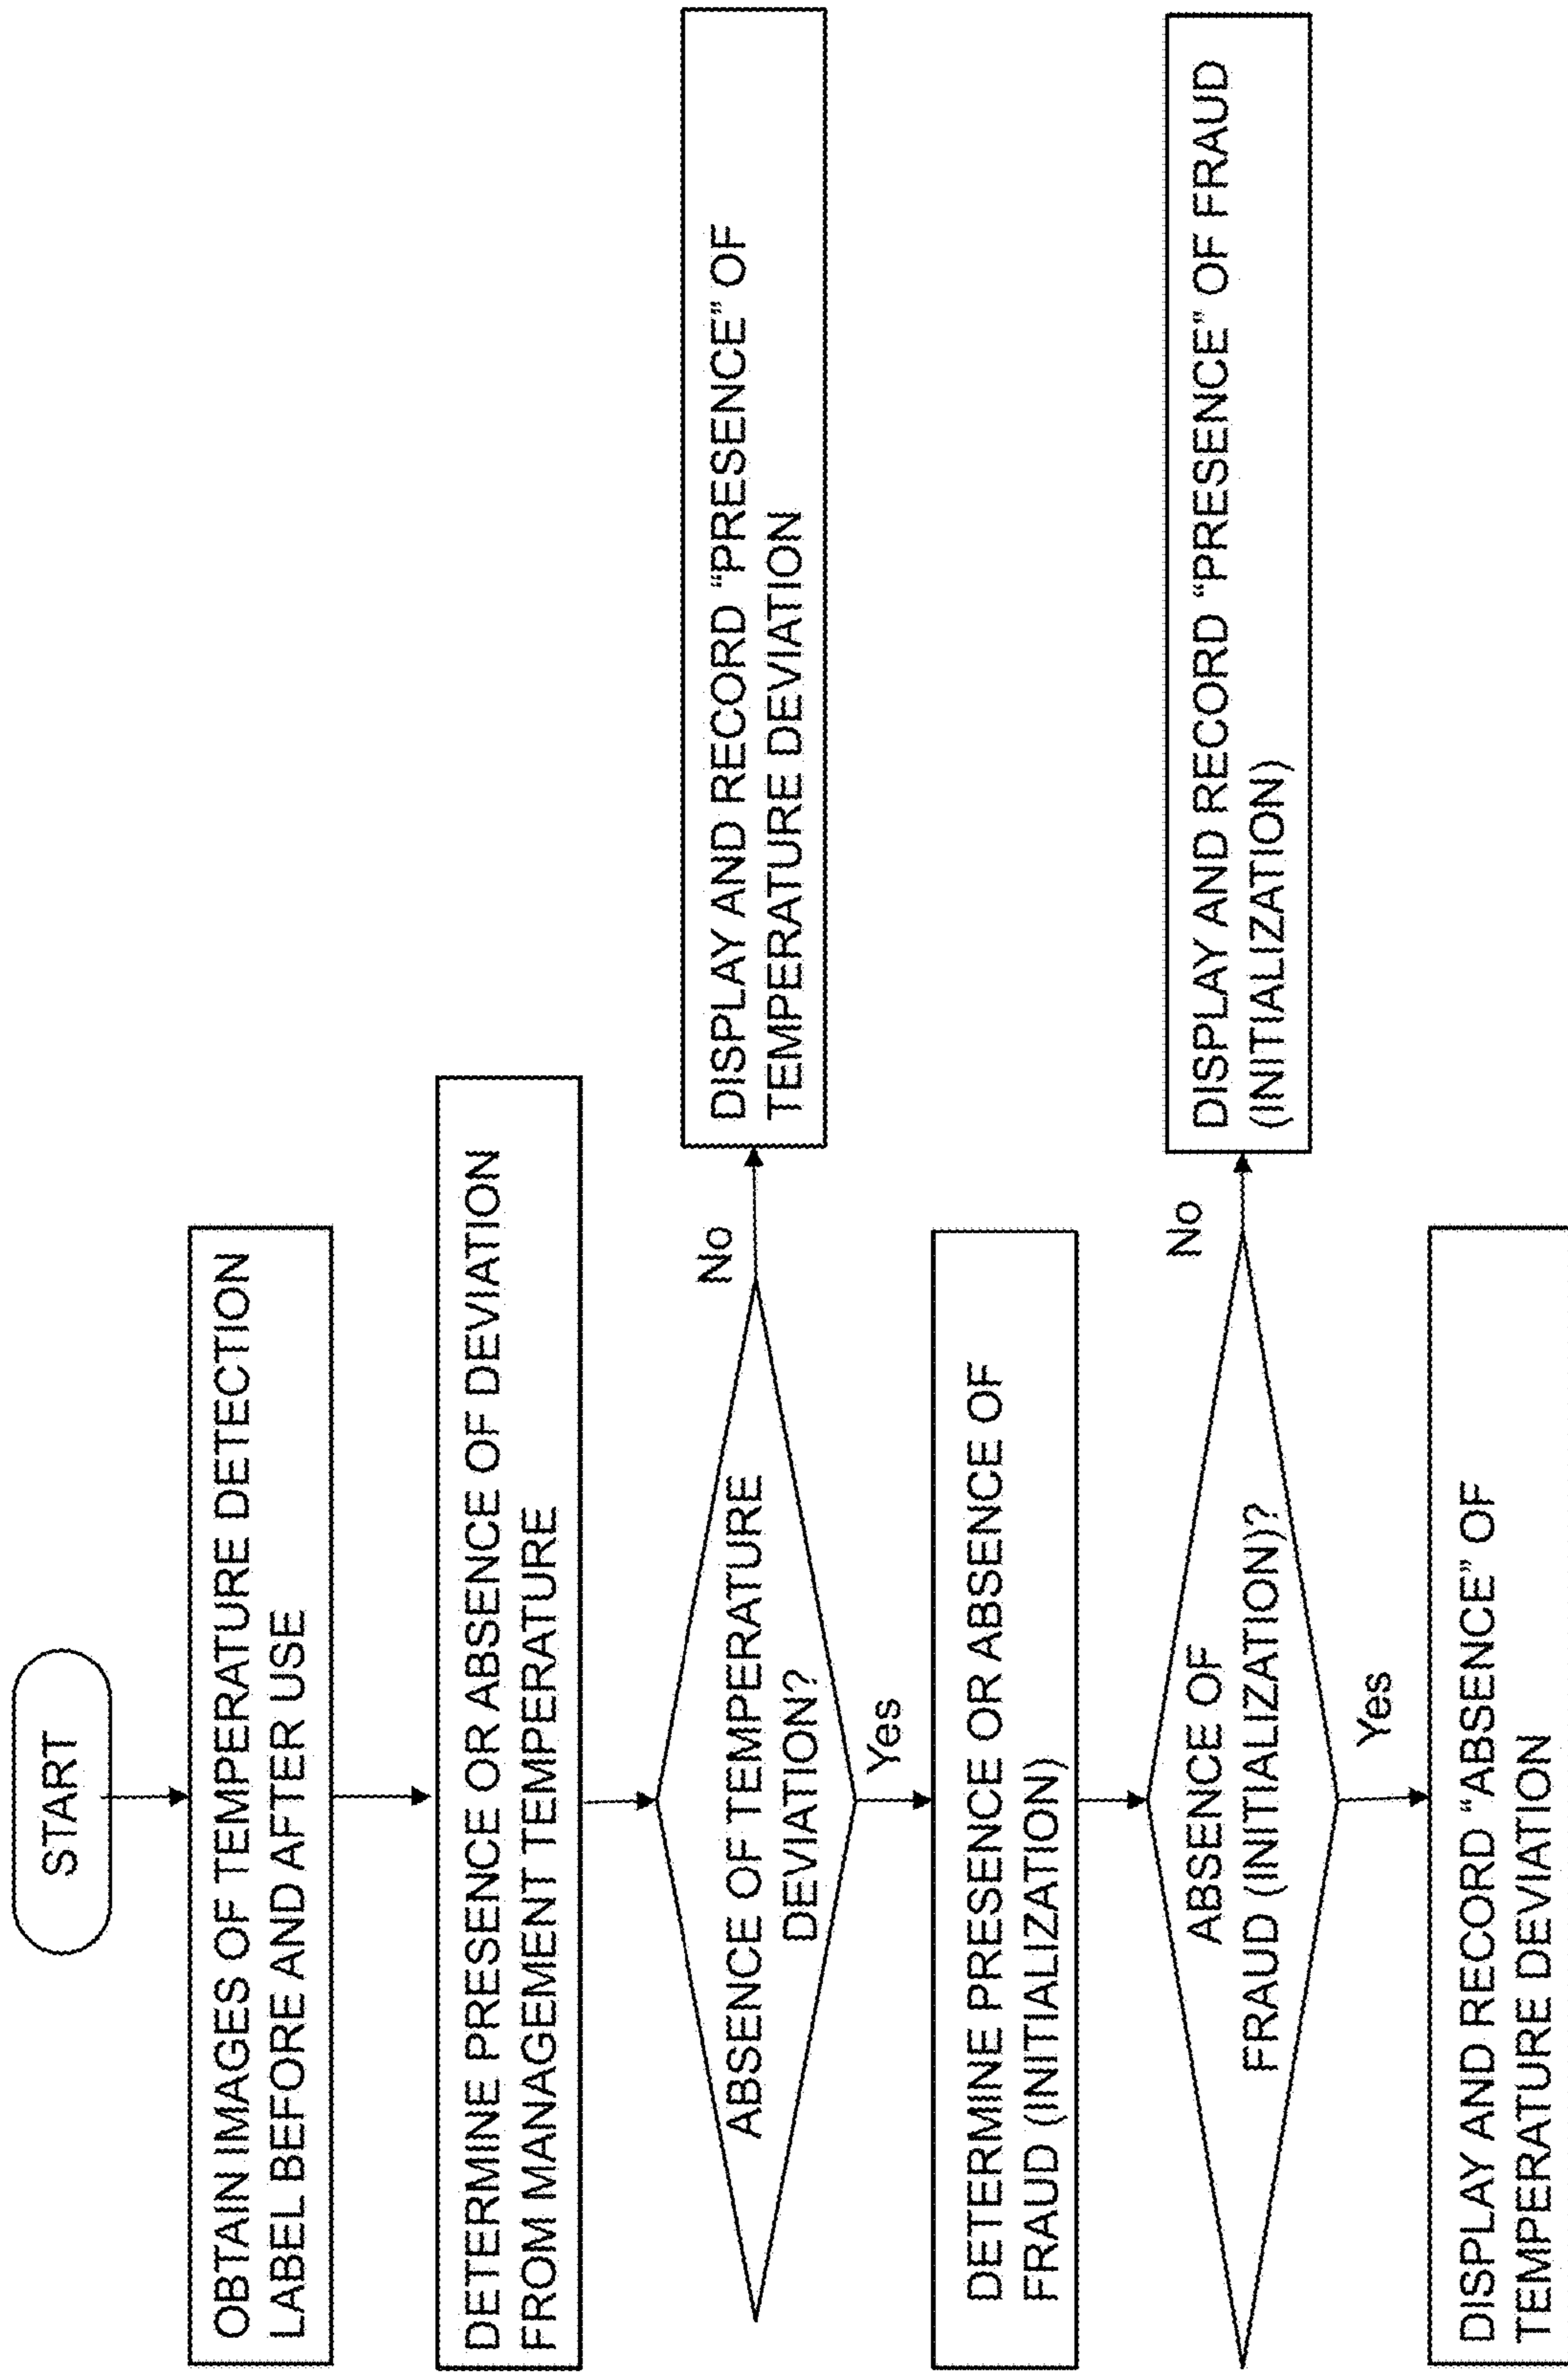 START
OBTAIN IMAGES OF TEMPERATURE DETECTION
LABEL BEFORE AND AFTER USE
DETERMINE PRESENCE OR ABSENCE OF DEVIATION
FROM MANAGEMENT TEMPERATURE
ABSENCE OF TEMPERATURE
DEVIATION?
No
DISPLAY AND RECORD “PRESENCE” OF
TEMPERATURE DEVIATION
Yes
DETERMINE PRESENCE OR ABSENCE OF
FRAUD (INITIALIZATION)
ABSENCE OF
FRAUD (INITIALIZATION)?
No
DISPLAY AND RECORD “PRESENCE” OF FRAUD
(INITIALIZATION)
Yes
DISPLAY AND RECORD “ABSENCE” OF
TEMPERATURE DEVIATION